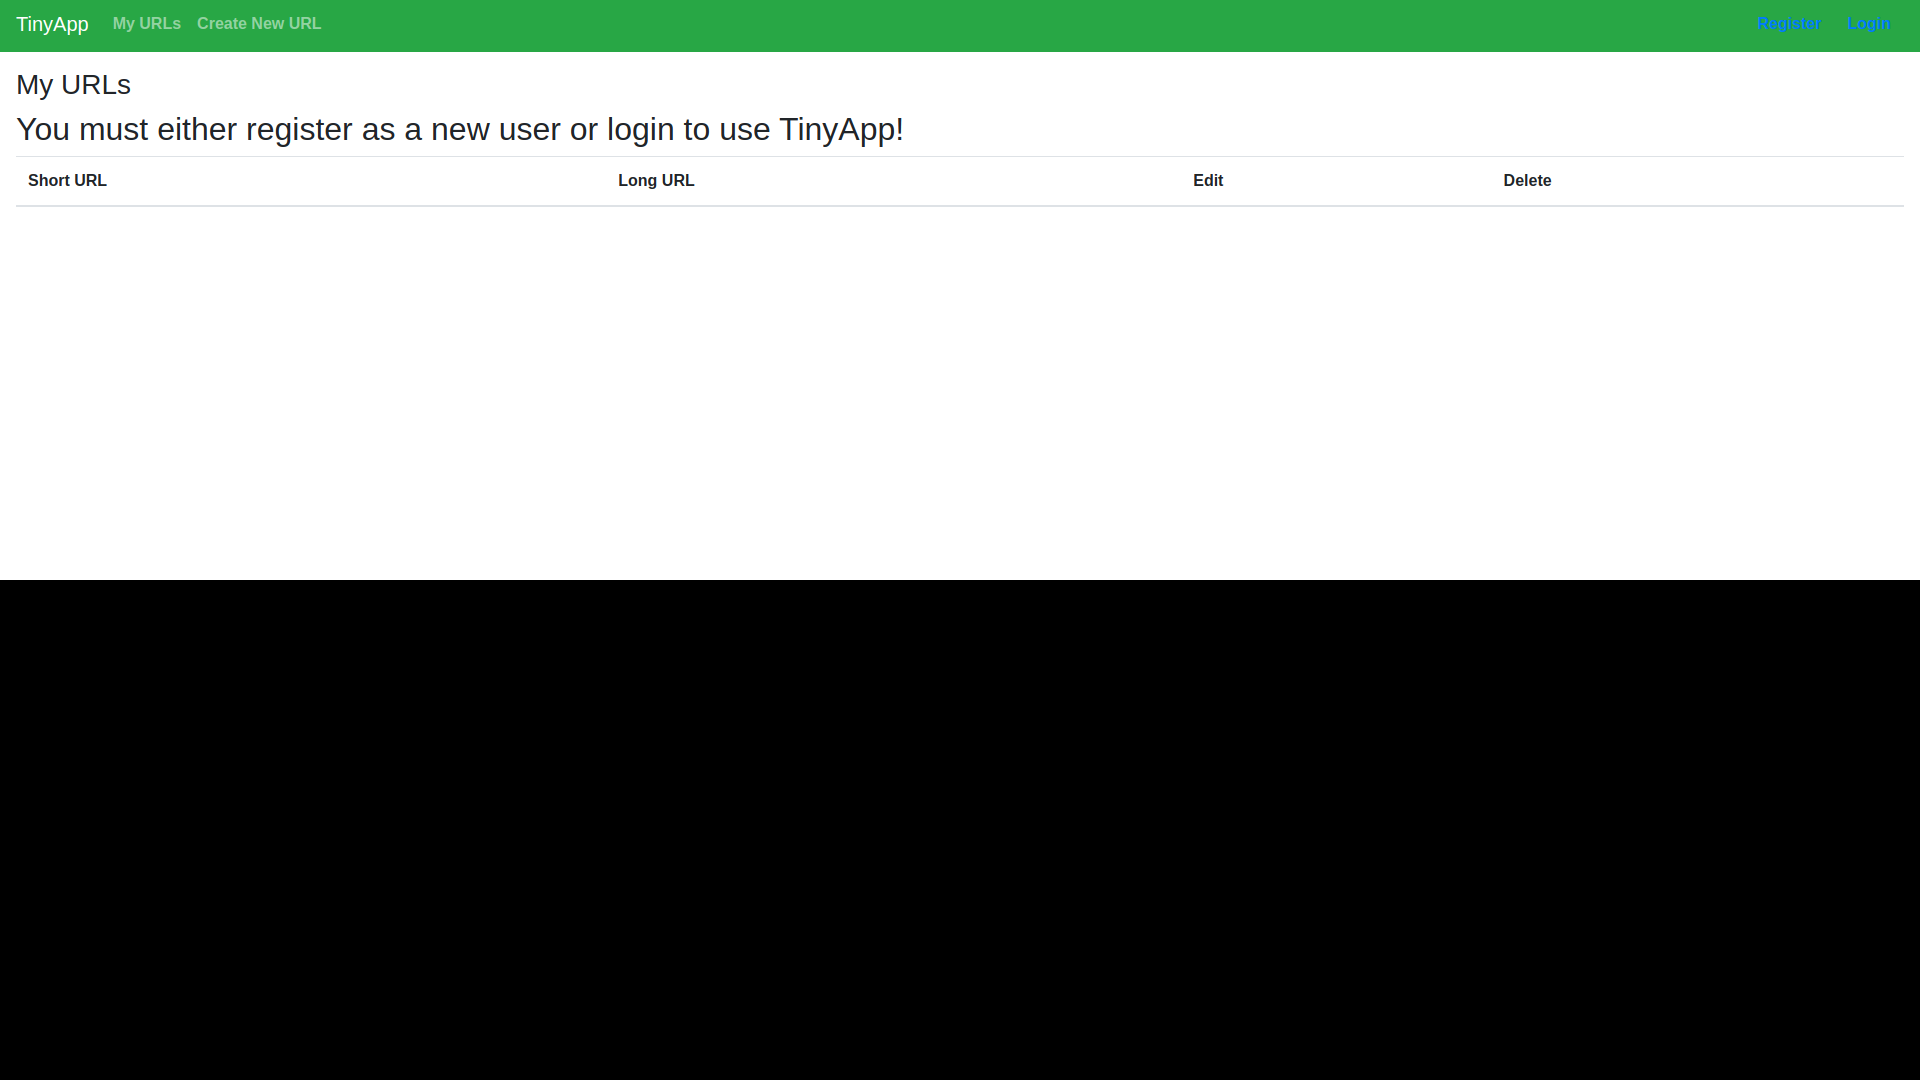 TinyApp My URLs Create New URL Register Login
My URLs
You must either register as a new user or login to use TinyApp!
Short URL Long URL Edit Delete